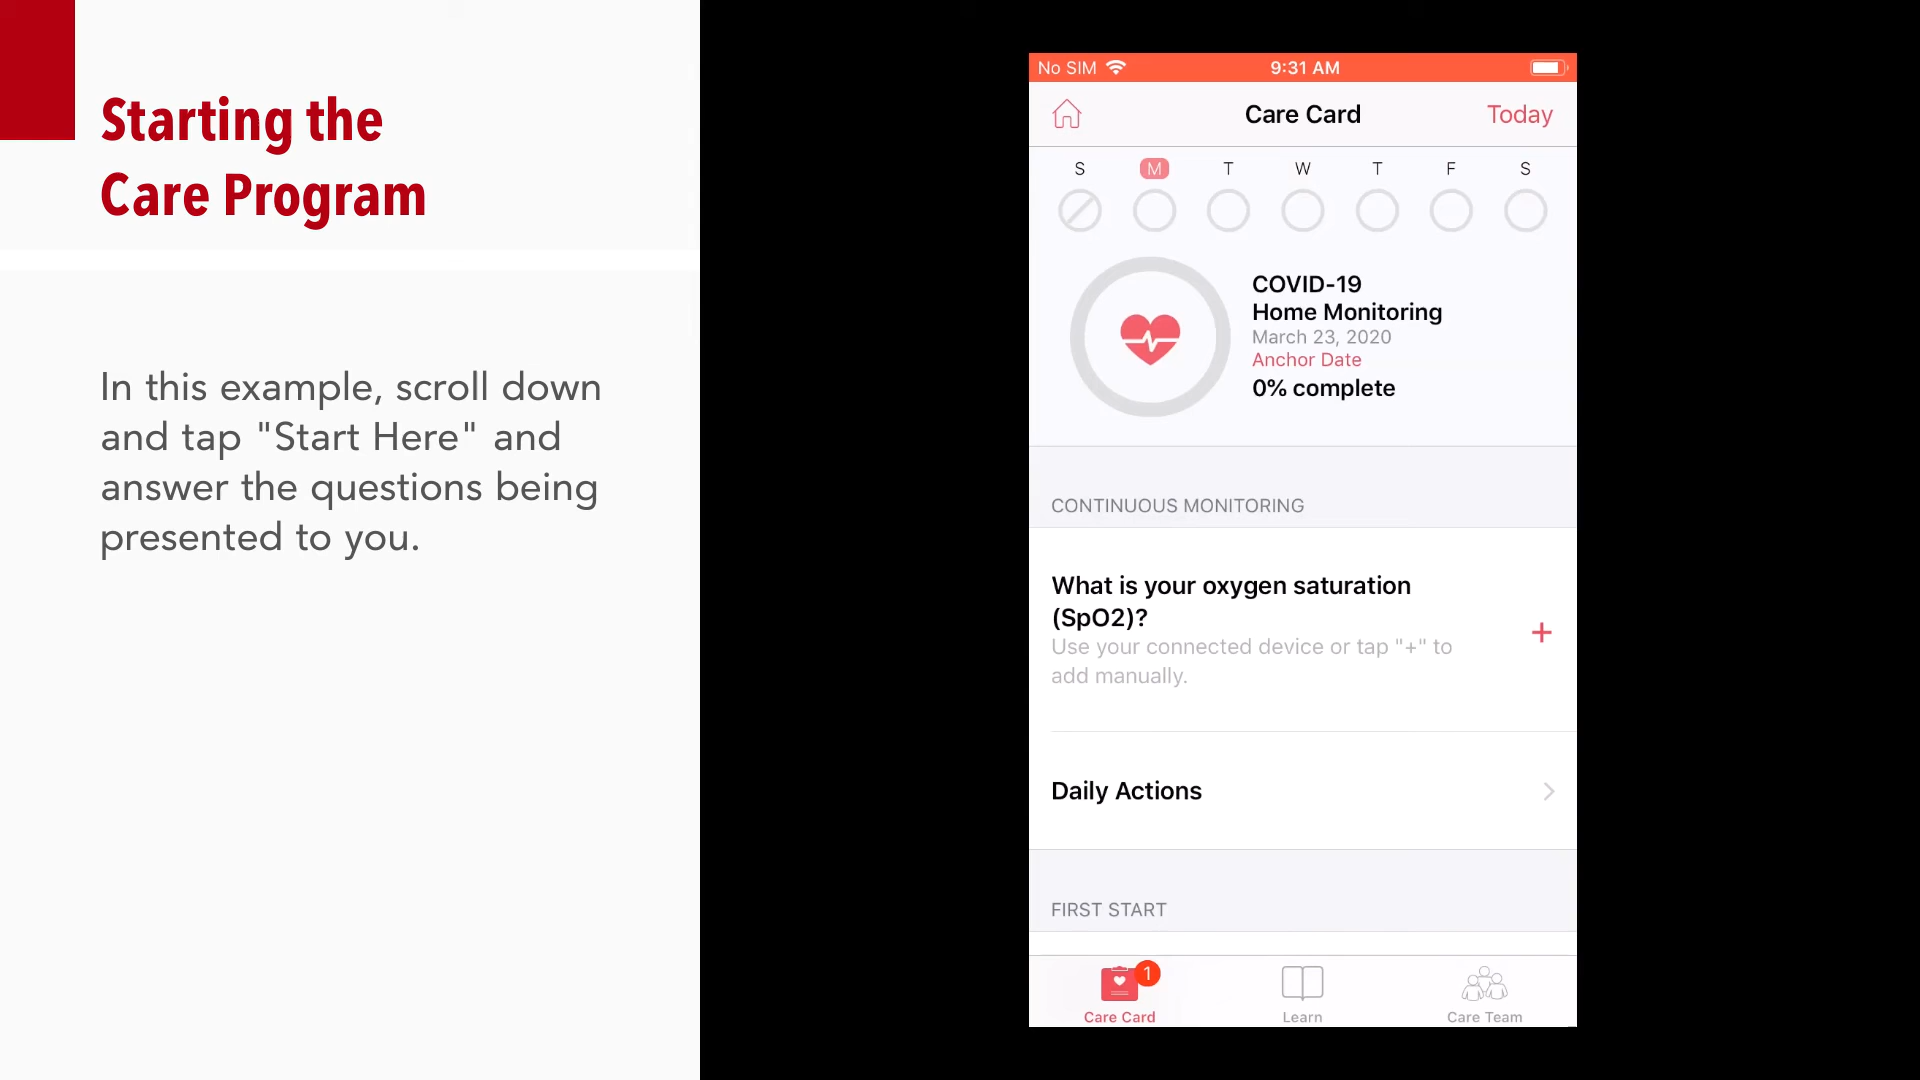 Starting the
Care Program
In this example, scroll down
and tap "Start Here" and
answer the questions being
presented to you.
No SIM 9:31 AM
Care Card Today
S M T W T F S
COVID-19
Home Monitoring
March 23, 2020
Anchor Date
0% complete
CONTINUOUS MONITORING
What is your oxygen saturation
(SpO2)?
Use your connected device or tap "+" to
add manually.
+
Daily Actions
FIRST START
1
Care Card Learn Care Team